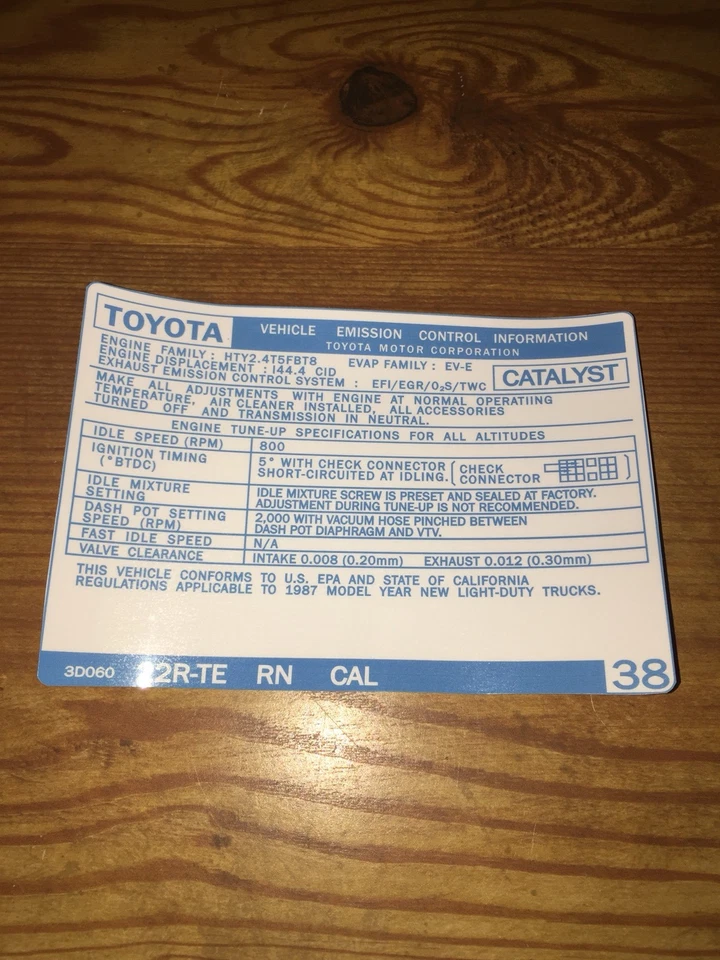 TOYOTA
VEHICLE EMISSION CONTROL INFORMATION
TOYOTA MOTOR CORPORATION
ENGINE FAMILY : HTY2.4T5FBT8 EVAP FAMILY : EV-E
ENGINE DISPLACEMENT : 144.4 CID
EXHAUST EMISSION CONTROL SYSTEM : EFI/EGR/O₂S/TWC
CATALYST
MAKE ALL ADJUSTMENTS WITH ENGINE AT NORMAL OPERATIING
TEMPERATURE, AIR CLEANER INSTALLED, ALL ACCESSORIES
TURNED OFF AND TRANSMISSION IN NEUTRAL.
ENGINE TUNE-UP SPECIFICATIONS FOR ALL ALTITUDES
IDLE SPEED (RPM) 800
IGNITION TIMING
(°BTDC)
5° WITH CHECK CONNECTOR
SHORT-CIRCUITED AT IDLING.
CHECK
CONNECTOR
IDLE MIXTURE
SETTING
IDLE MIXTURE SCREW IS PRESET AND SEALED AT FACTORY.
ADJUSTMENT DURING TUNE-UP IS NOT RECOMMENDED.
DASH POT SETTING
SPEED (RPM)
2,000 WITH VACUUM HOSE PINCHED BETWEEN
DASH POT DIAPHRAGM AND VTV.
FAST IDLE SPEED N/A
VALVE CLEARANCE INTAKE 0.008 (0.20mm) EXHAUST 0.012 (0.30mm)
THIS VEHICLE CONFORMS TO U.S. EPA AND STATE OF CALIFORNIA
REGULATIONS APPLICABLE TO 1987 MODEL YEAR NEW LIGHT-DUTY TRUCKS.
3D060 22R-TE RN CAL 38